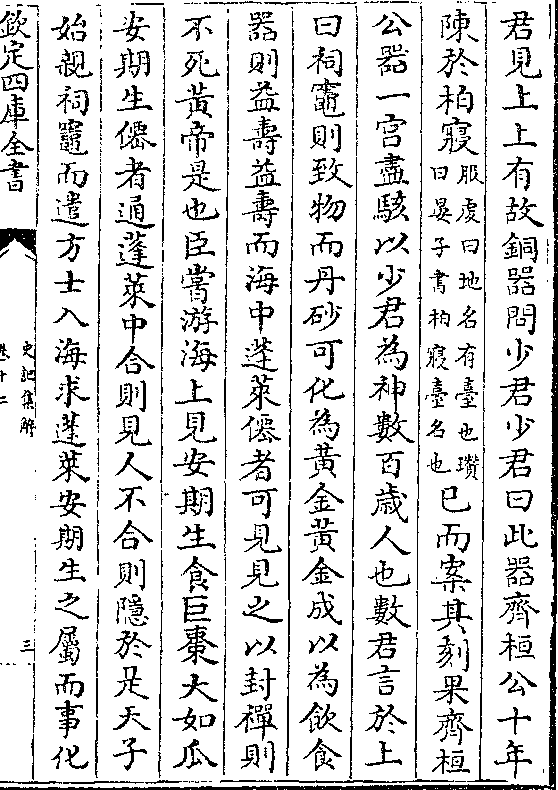 君見上上有故銅器問少君少君曰此器齊桓公十年
陳於柏寢服虔曰地名有臺也瓚曰晏子書柏寢臺名也已而案其刻果齊桓
公器一宫盡駭以少君為神數百歲人也數君言於上
曰祠竈則致物而丹砂可化為黃金黃金成以為飲食
器則益壽益壽而海中蓬萊僊者可見見之以封禪則
不死黃帝是也臣嘗游海上見安期生食巨棗大如瓜
安期生僊者通蓬萊中合則見人不合則隱於是天子
始親祠竈而遣方士入海求蓬萊安期生之屬而事化
欽定四庫全書
史記集解
卷十二
三